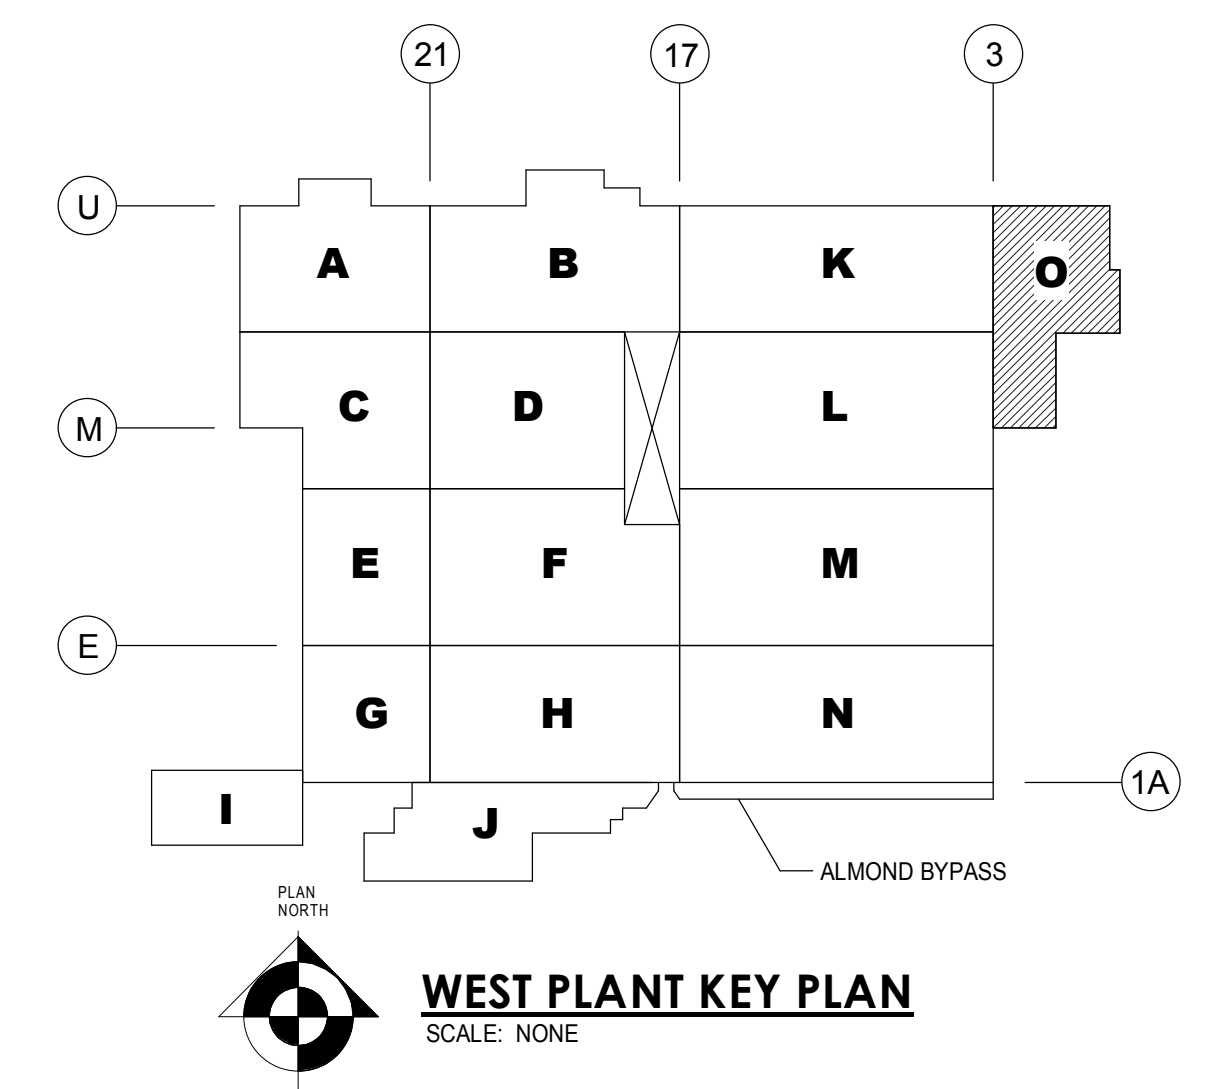 21 17 3
U
A B K O
M
C D L
E F M
E
G H N
1A
I J
ALMOND BYPASS
PLAN
NORTH
WEST PLANT KEY PLAN
SCALE: NONE